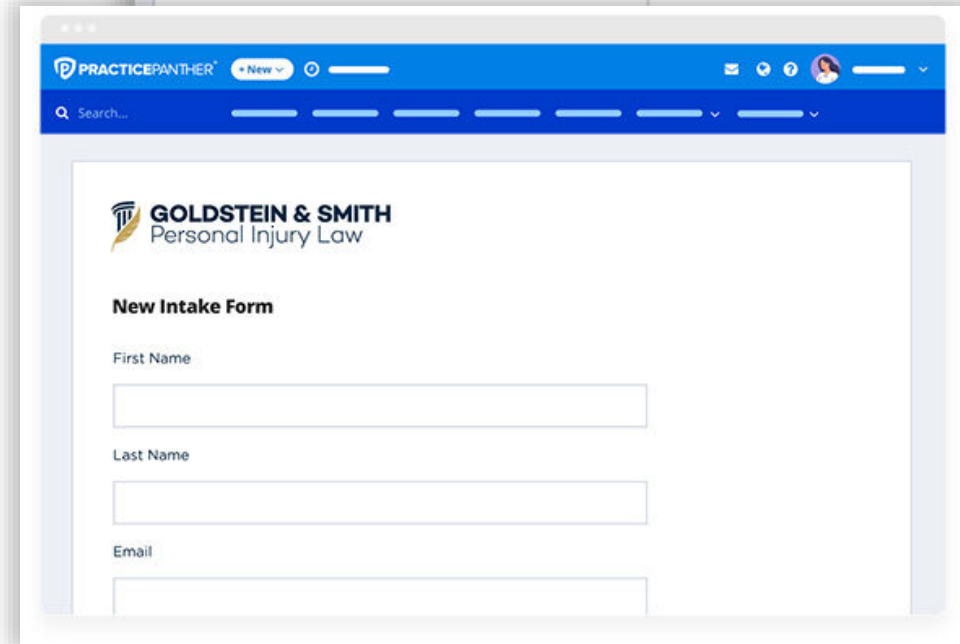 PRACTICEPANTHER®
+ New
Search...
GOLDSTEIN & SMITH
Personal Injury Law
New Intake Form
First Name
Last Name
Email